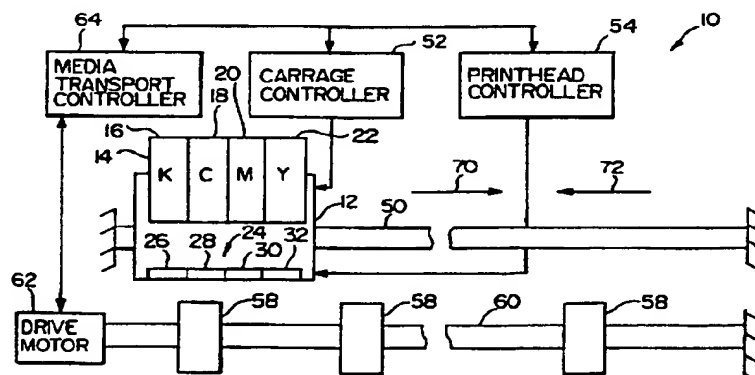 64
52
54
10
MEDIA
TRANSPORT
CONTROLLER
CARRAGE
CONTROLLER
PRINTHEAD
CONTROLLER
20
18
16
22
14
K C M Y
70
72
12
50
26 28 24 30 32
62
58
58
60
58
DRIVE
MOTOR